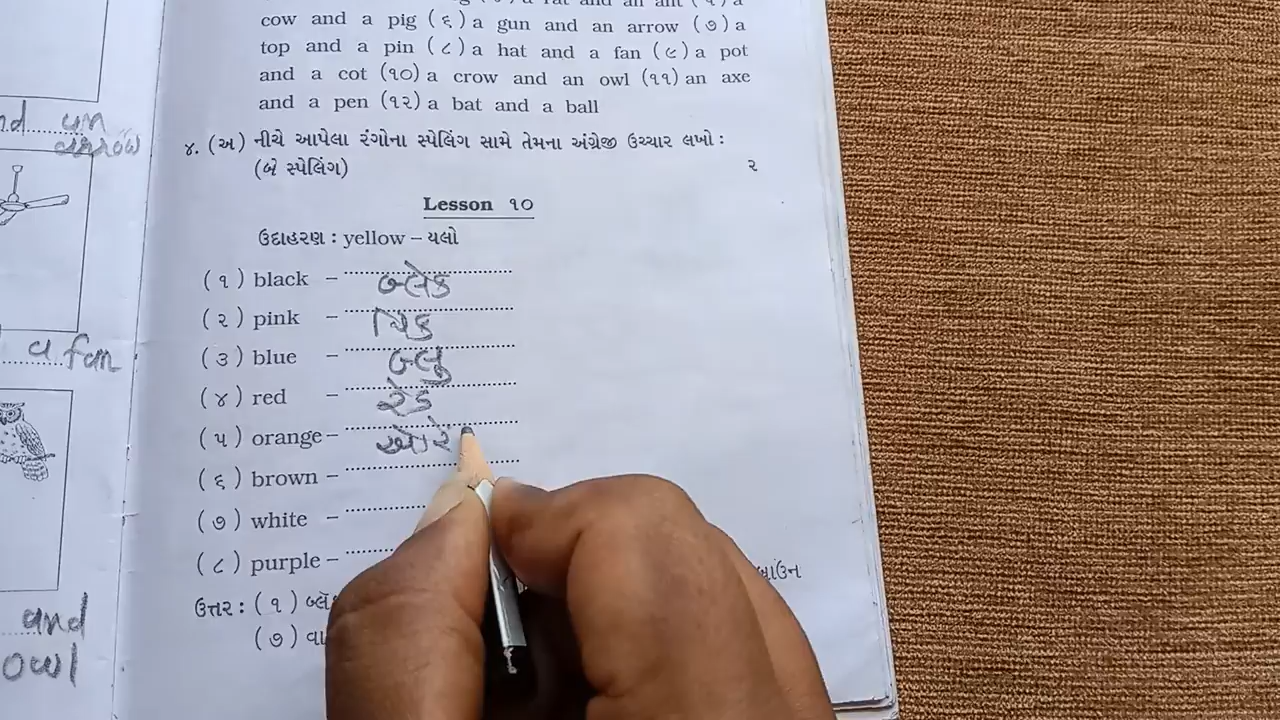 cow and a pig (૬) a gun and an arrow (૭) a
top and a pin (૮) a hat and a fan (૯) a pot
and a cot (૧૦) a crow and an owl (૧૧) an axe
and a pen (૧૨) a bat and a ball
૪. (અ) નીચે આપેલા રંગોના સ્પેલિંગ સામે તેમના અંગ્રેજી ઉચ્ચાર લખો :
(બે સ્પેલિંગ) ૨
Lesson ૧૦
ઉદાહરણ : yellow – યલો
(૧) black – બ્લેક
(૨) pink – પિંક
(૩) blue – બ્લુ
(૪) red – રેડ
(૫) orange – ઓરે
(૬) brown –
(૭) white –
(૮) purple –
ઉત્તર : (૧)
(૭) વા
an
arrow
a fan
and
owl